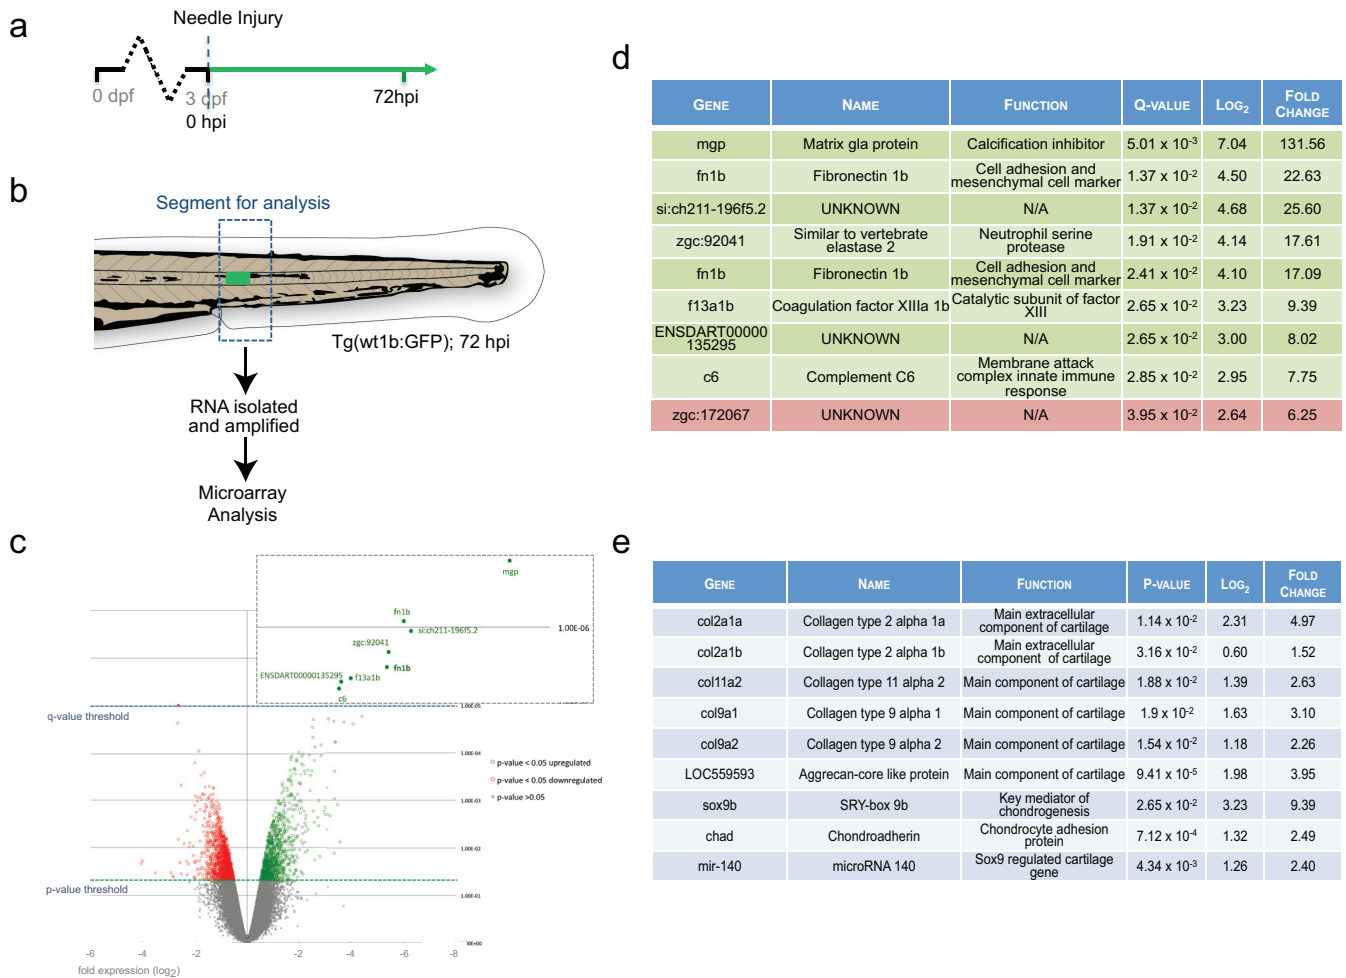 a
Needle Injury
0 dpf
3 dpf
0 hpi
72hpi
b
Segment for analysis
Tg(wt1b:GFP); 72 hpi
RNA isolated
and amplified
Microarray
Analysis
c
mgp
fn1b
1.00E-06
si:ch211-196f5.2
zgc:92041
fn1b
ENSDART00000135295
f13a1b
c6
q-value threshold
1.00E-05
1.00E-04
p-value < 0.05 upregulated
p-value < 0.05 downregulated
p-value >0.05
1.00E-03
1.00E-02
p-value threshold
1.00E-01
-6 -4 -2 0 -2 -4 -6 -8
fold expression (log2)
d
GENE NAME FUNCTION Q-VALUE LOG2 FOLD CHANGE
mgp Matrix gla protein Calcification inhibitor 5.01 x 10-3 7.04 131.56
fn1b Fibronectin 1b Cell adhesion and mesenchymal cell marker 1.37 x 10-2 4.50 22.63
si:ch211-196f5.2 UNKNOWN N/A 1.37 x 10-2 4.68 25.60
zgc:92041 Similar to vertebrate elastase 2 Neutrophil serine protease 1.91 x 10-2 4.14 17.61
fn1b Fibronectin 1b Cell adhesion and mesenchymal cell marker 2.41 x 10-2 4.10 17.09
f13a1b Coagulation factor XIIIa 1b Catalytic subunit of factor XIII 2.65 x 10-2 3.23 9.39
ENSDART00000 135295 UNKNOWN N/A 2.65 x 10-2 3.00 8.02
c6 Complement C6 Membrane attack complex innate immune response 2.85 x 10-2 2.95 7.75
zgc:172067 UNKNOWN N/A 3.95 x 10-2 2.64 6.25
e
GENE NAME FUNCTION P-VALUE LOG2 FOLD CHANGE
col2a1a Collagen type 2 alpha 1a Main extracellular component of cartilage 1.14 x 10-2 2.31 4.97
col2a1b Collagen type 2 alpha 1b Main extracellular component of cartilage 3.16 x 10-2 0.60 1.52
col11a2 Collagen type 11 alpha 2 Main component of cartilage 1.88 x 10-2 1.39 2.63
col9a1 Collagen type 9 alpha 1 Main component of cartilage 1.9 x 10-2 1.63 3.10
col9a2 Collagen type 9 alpha 2 Main component of cartilage 1.54 x 10-2 1.18 2.26
LOC559593 Aggrecan-core like protein Main component of cartilage 9.41 x 10-5 1.98 3.95
sox9b SRY-box 9b Key mediator of chondrogenesis 2.65 x 10-2 3.23 9.39
chad Chondroadherin Chondrocyte adhesion protein 7.12 x 10-4 1.32 2.49
mir-140 microRNA 140 Sox9 regulated cartilage gene 4.34 x 10-3 1.26 2.40